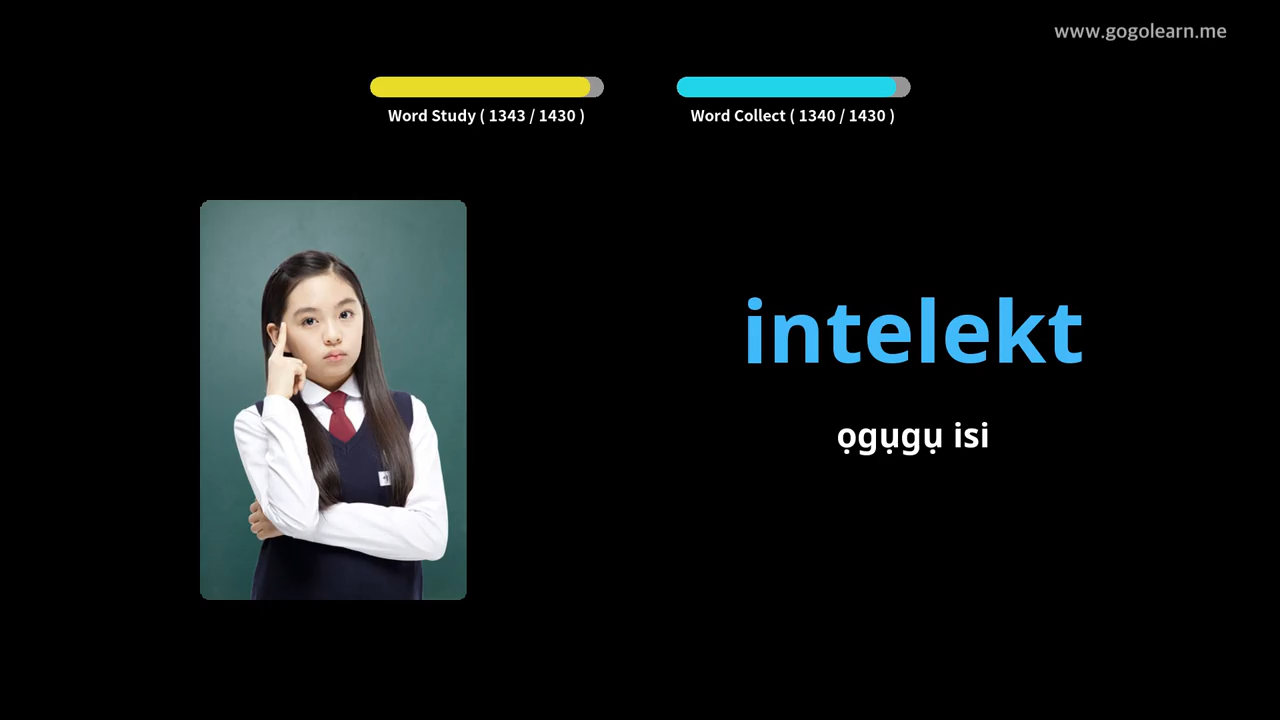 www.gogolearn.me
Word Study ( 1343 / 1430 )
Word Collect ( 1340 / 1430 )
intelekt
ọgụgụ isi